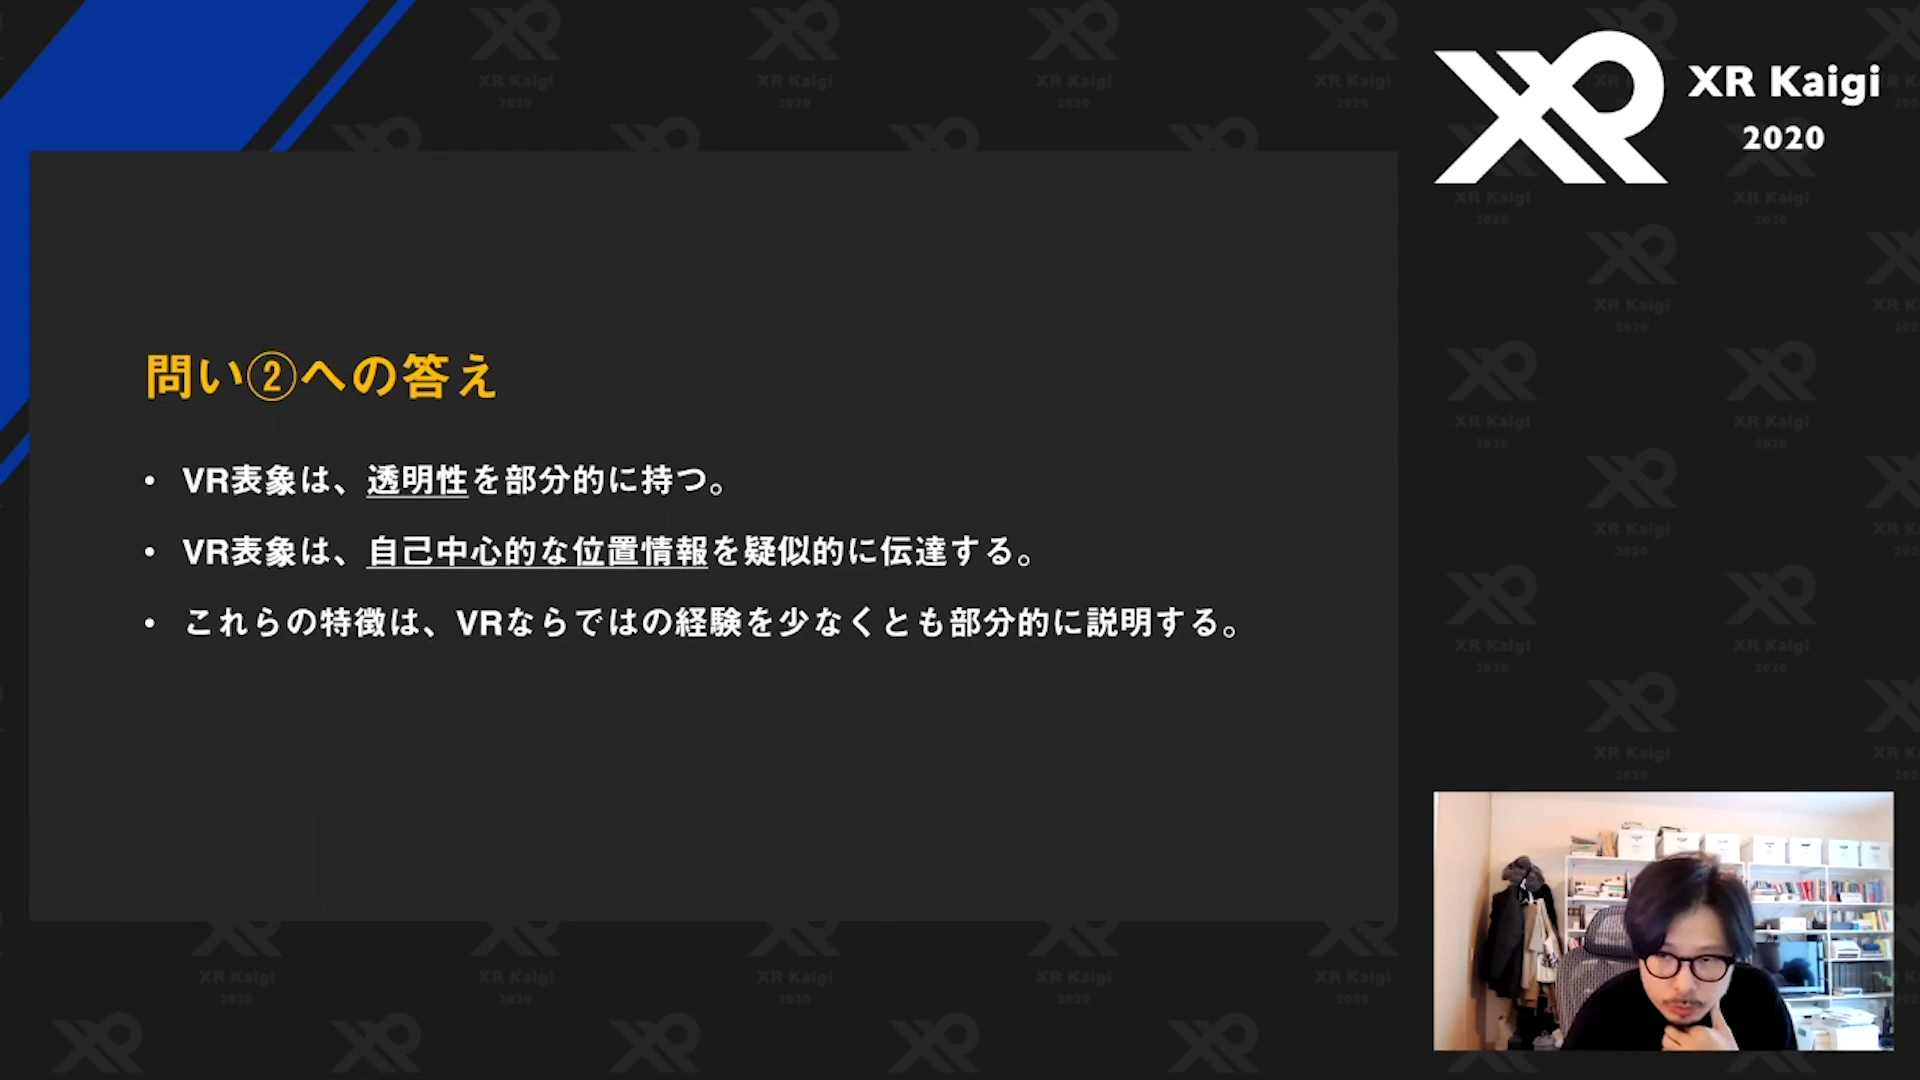 XR Kaigi
2020
問い②への答え
• VR表象は、透明性を部分的に持つ。
• VR表象は、自己中心的な位置情報を疑似的に伝達する。
• これらの特徴は、VRならではの経験を少なくとも部分的に説明する。